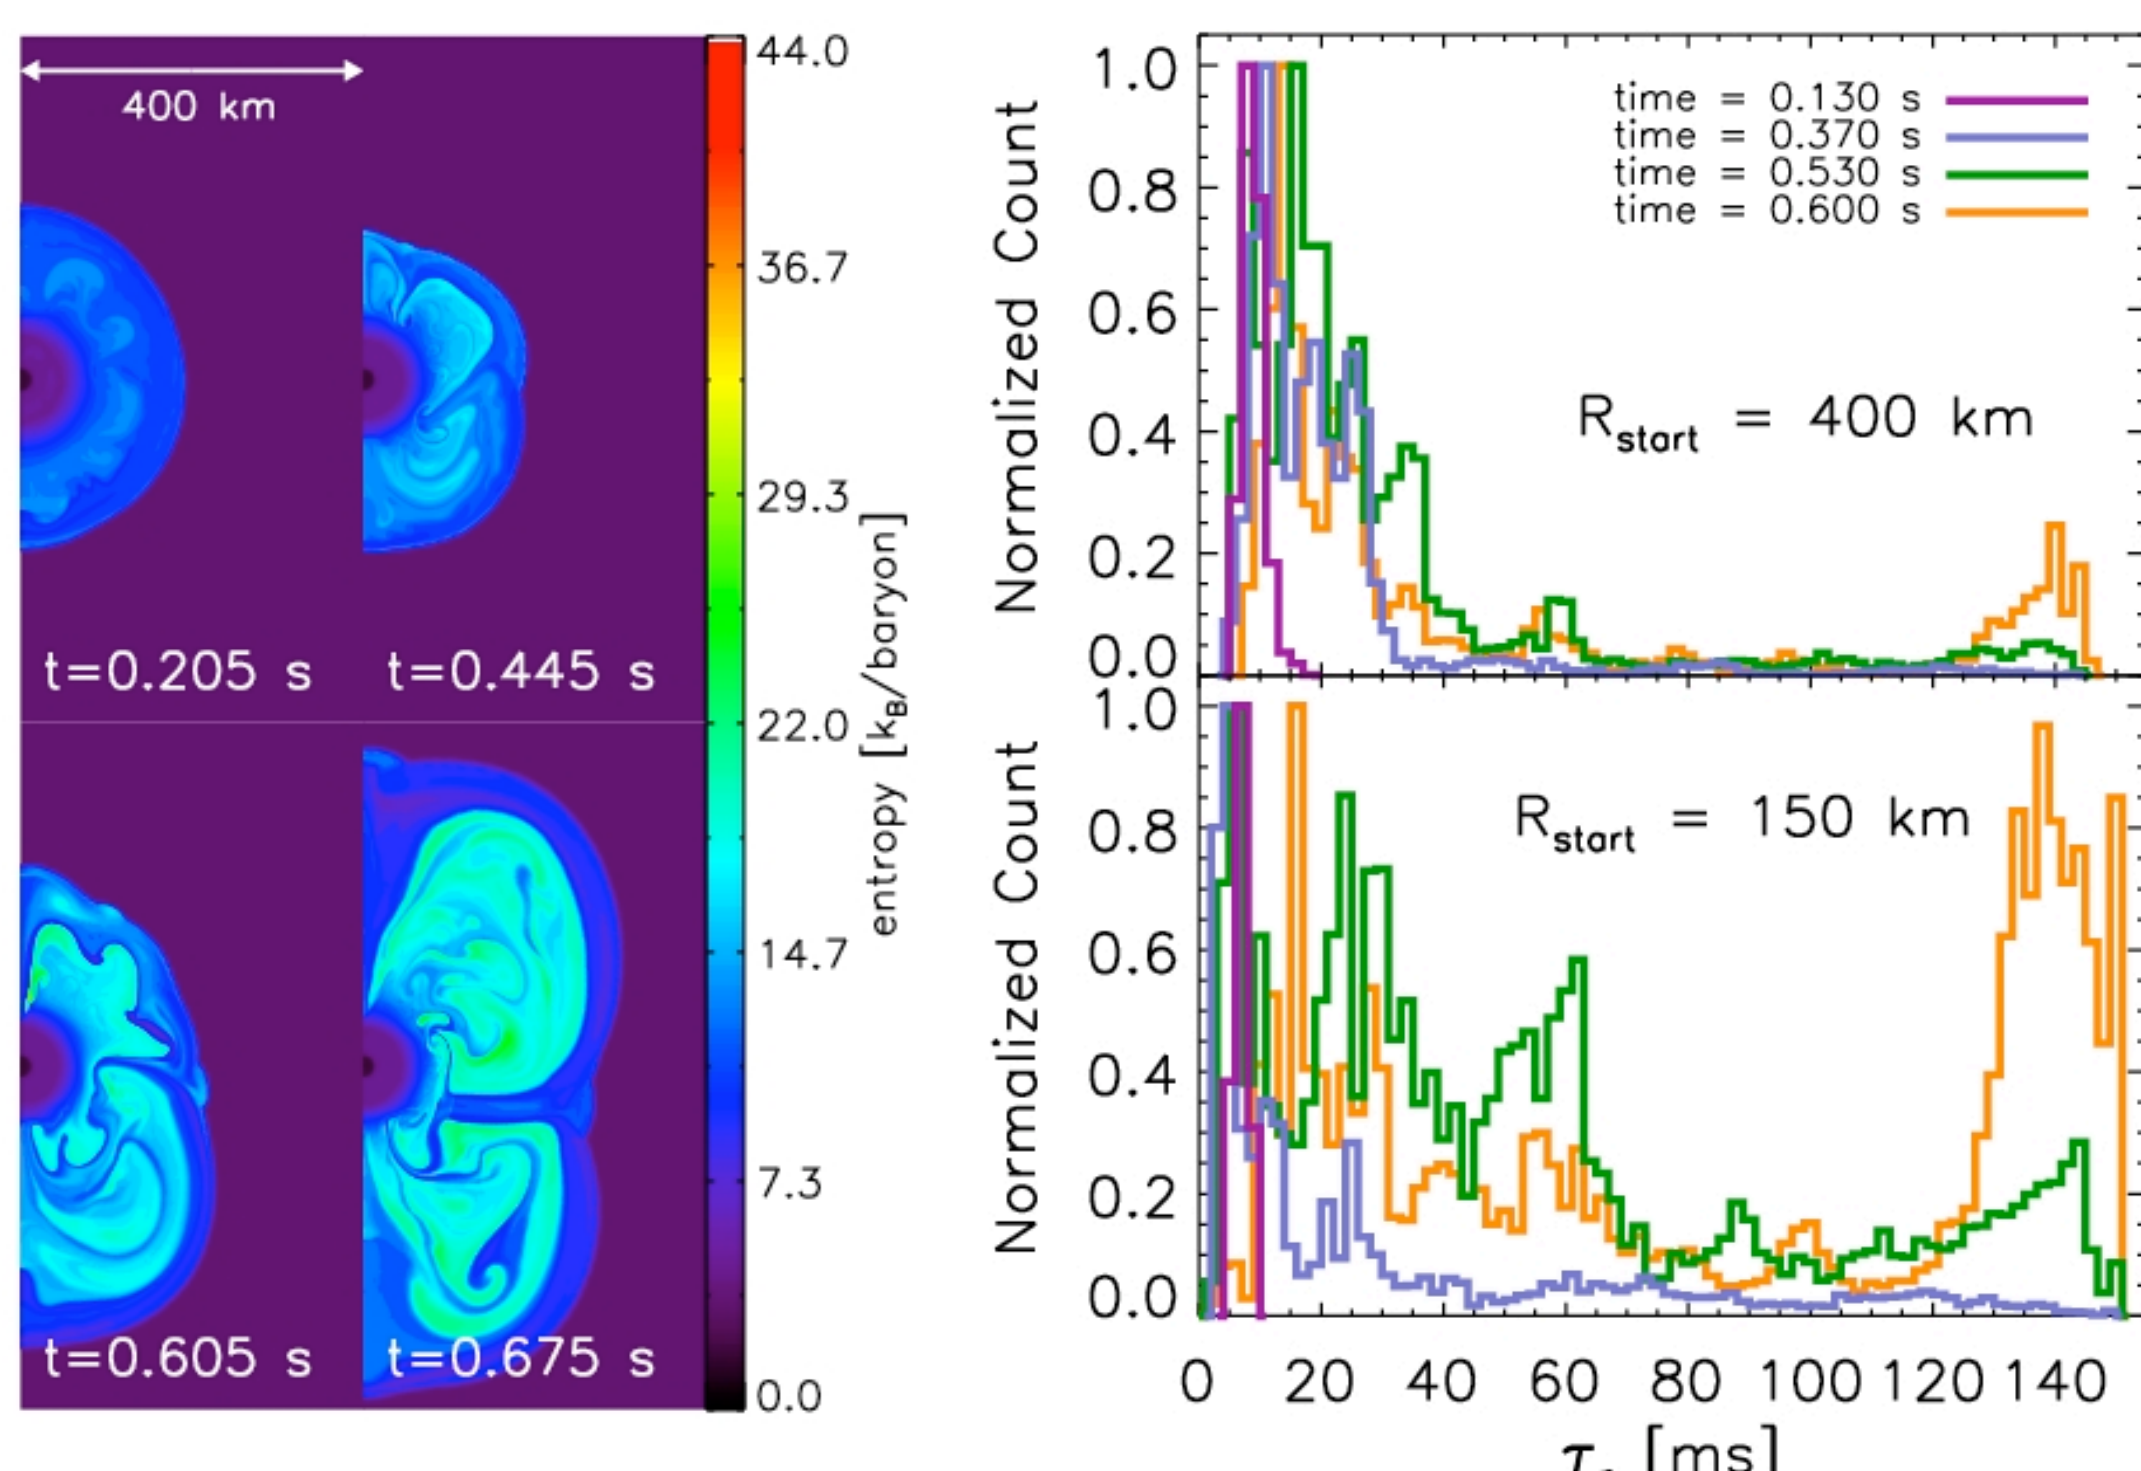 400 km
t=0.205 s
t=0.445 s
t=0.605 s
t=0.675 s
44.0
36.7
29.3
22.0
14.7
7.3
0.0
entropy [kB/baryon]
Normalized Count
1.0
0.8
0.6
0.4
0.2
0.0
time = 0.130 s
time = 0.370 s
time = 0.530 s
time = 0.600 s
Rstart = 400 km
Normalized Count
1.0
0.8
0.6
0.4
0.2
0.0
Rstart = 150 km
0 20 40 60 80 100 120 140
[ms]